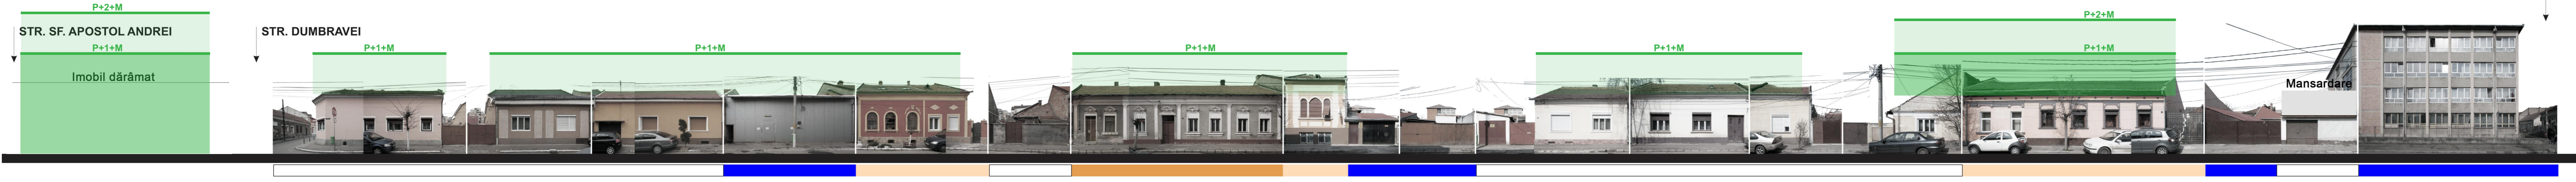 P+2+M
STR. SF. APOSTOL ANDREI
P+1+M
Imobil dărâmat
STR. DUMBRAVEI
P+1+M
P+1+M
P+1+M
P+1+M
P+2+M
P+1+M
Mansardare